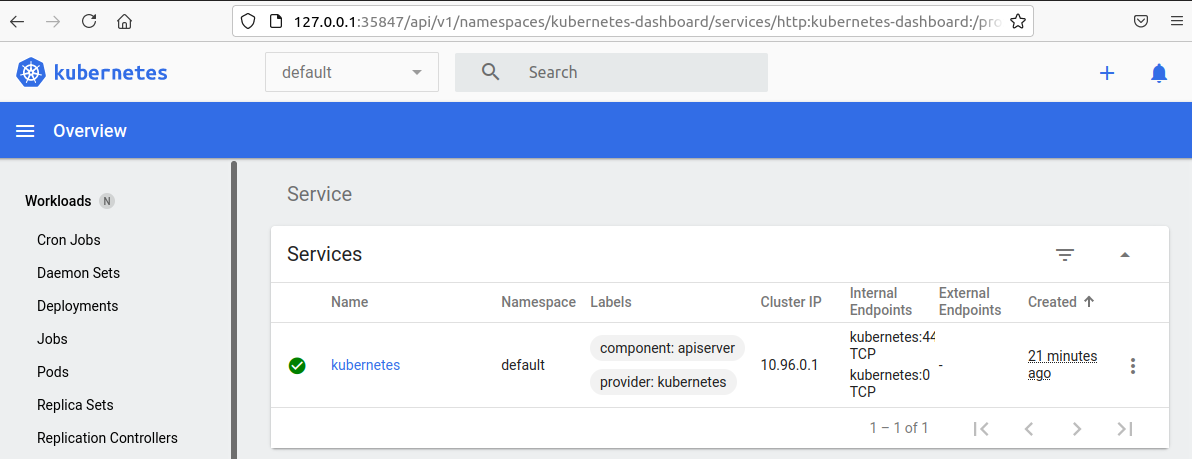 127.0.0.1:35847/api/v1/namespaces/kubernetes-dashboard/services/http:kubernetes-dashboard:/pro
kubernetes
default
Search
Overview
Workloads N
Cron Jobs
Daemon Sets
Deployments
Jobs
Pods
Replica Sets
Replication Controllers
Service
Services
Name Namespace Labels Cluster IP Internal Endpoints External Endpoints Created
kubernetes default component: apiserver provider: kubernetes 10.96.0.1 kubernetes:44 TCP kubernetes:0 TCP - 21 minutes ago
1 – 1 of 1